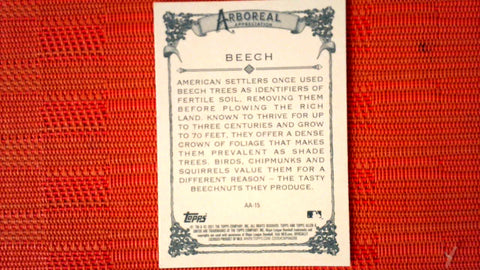 ARBOREAL
APPRECIATION
BEECH
AMERICAN SETTLERS ONCE USED
BEECH TREES AS IDENTIFIERS OF
FERTILE SOIL, REMOVING THEM
BEFORE PLOWING THE RICH
LAND. KNOWN TO THRIVE FOR UP
TO THREE CENTURIES AND GROW
TO 70 FEET, THEY OFFER A DENSE
CROWN OF FOLIAGE THAT MAKES
THEM PREVALENT AS SHADE
TREES. BIRDS, CHIPMUNKS AND
SQUIRRELS VALUE THEM FOR A
DIFFERENT REASON – THE TASTY
BEECHNUTS THEY PRODUCE.
AA-15
Topps